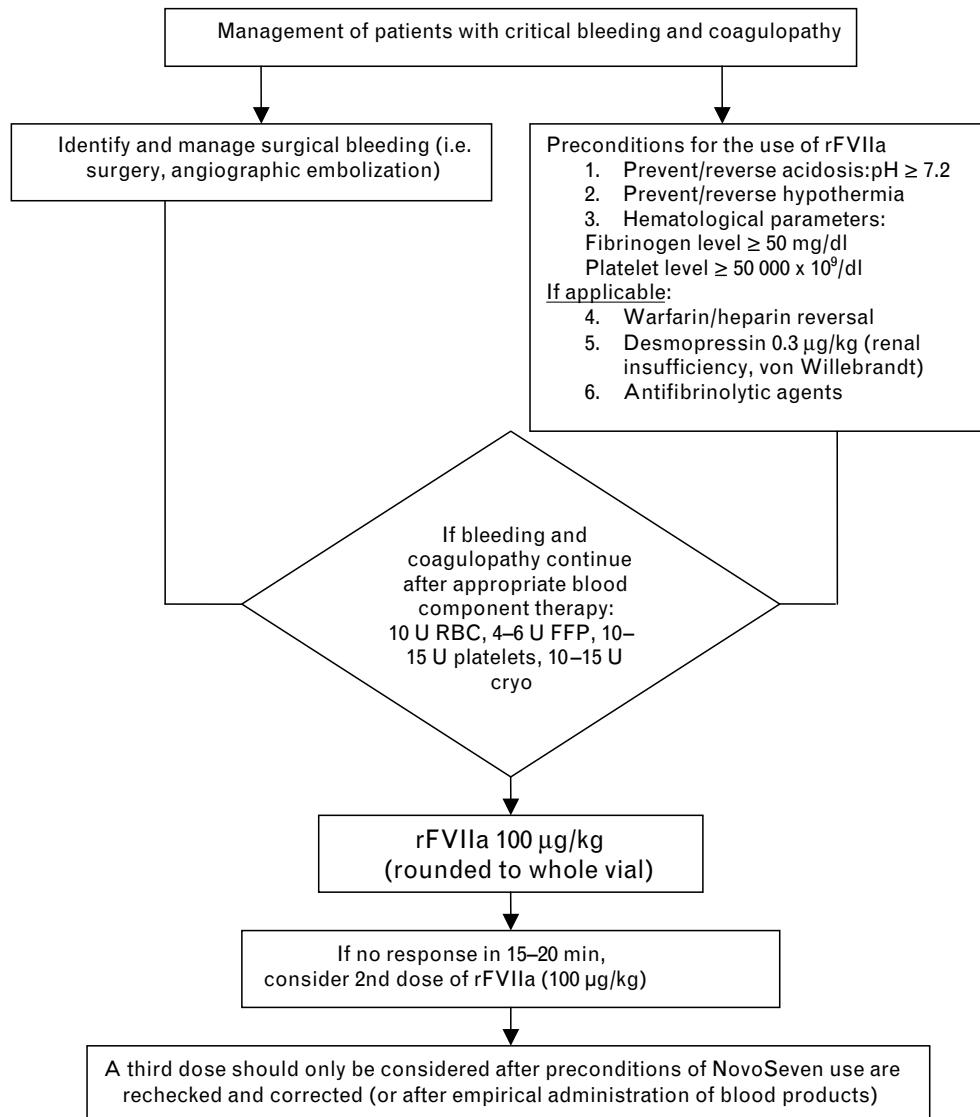 Management of patients with critical bleeding and coagulopathy
Identify and manage surgical bleeding (i.e.
surgery, angiographic embolization)
Preconditions for the use of rFVIIa
1. Prevent/reverse acidosis:pH ≥ 7.2
2. Prevent/reverse hypothermia
3. Hematological parameters:
Fibrinogen level ≥ 50 mg/dl
Platelet level ≥ 50 000 x 10⁹/dl
If applicable:
4. Warfarin/heparin reversal
5. Desmopressin 0.3 μg/kg (renal
insufficiency, von Willebrandt)
6. Antifibrinolytic agents
If bleeding and
coagulopathy continue
after appropriate blood
component therapy:
10 U RBC, 4–6 U FFP, 10–
15 U platelets, 10–15 U
cryo
rFVIIa 100 μg/kg
(rounded to whole vial)
If no response in 15–20 min,
consider 2nd dose of rFVIIa (100 μg/kg)
A third dose should only be considered after preconditions of NovoSeven use are
rechecked and corrected (or after empirical administration of blood products)